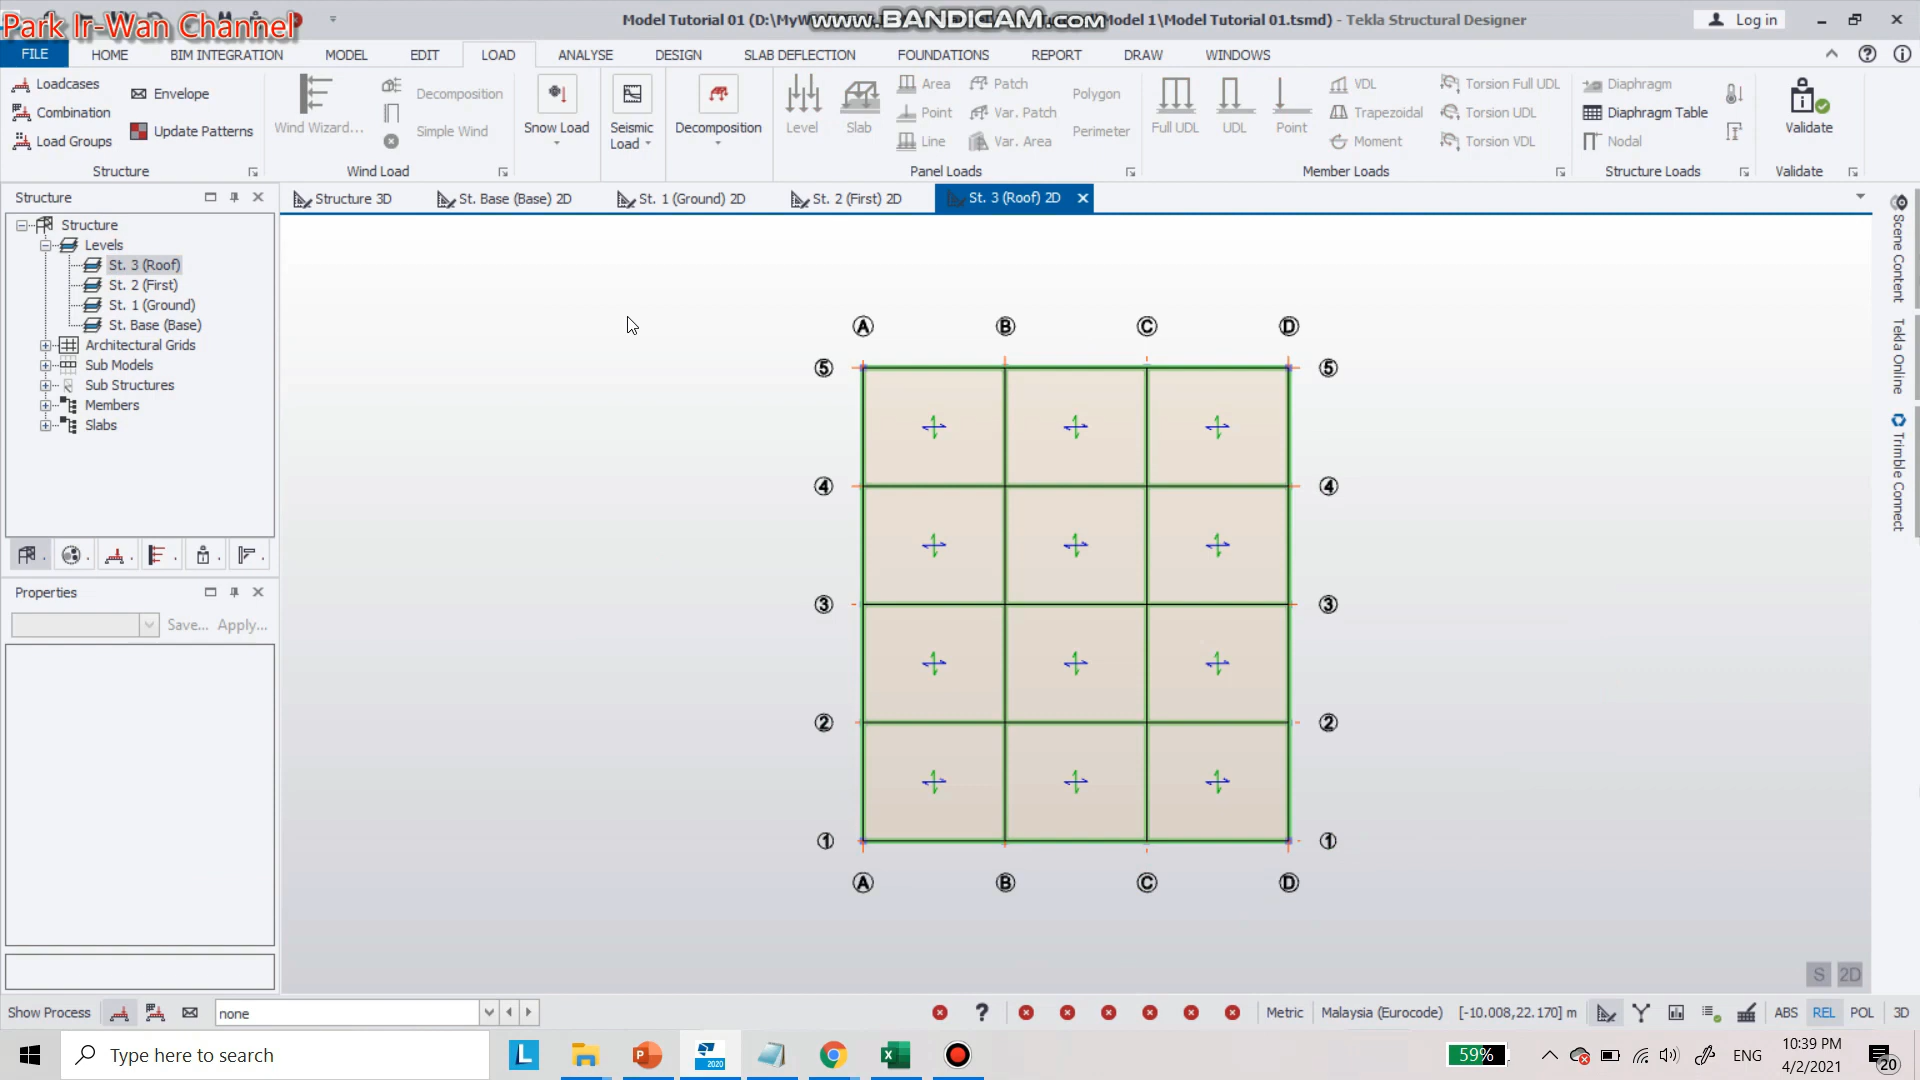 Park Ir-Wan Channel
Model Tutorial 01 (D:\MyW
www.BANDICAM.com
Model 1\Model Tutorial 01.tsmd) - Tekla Structural Designer
Log in
FILE HOME BIM INTEGRATION MODEL EDIT LOAD ANALYSE DESIGN SLAB DEFLECTION FOUNDATIONS REPORT DRAW WINDOWS
Loadcases
Combination
Load Groups
Envelope
Update Patterns
Structure
Wind Wizard...
Decomposition
Simple Wind
Wind Load
Snow Load
Seismic
Load
Decomposition
Level
Slab
Area
Point
Line
Patch
Var. Patch
Var. Area
Polygon
Perimeter
Panel Loads
Full UDL
UDL
Point
VDL
Trapezoidal
Moment
Torsion Full UDL
Torsion UDL
Torsion VDL
Member Loads
Diaphragm
Diaphragm Table
Nodal
Structure Loads
Validate
Validate
Structure
Structure 3D
St. Base (Base) 2D
St. 1 (Ground) 2D
St. 2 (First) 2D
St. 3 (Roof) 2D
Structure
Levels
St. 3 (Roof)
St. 2 (First)
St. 1 (Ground)
St. Base (Base)
Architectural Grids
Sub Models
Sub Structures
Members
Slabs
Properties
Save... Apply...
A B C D
5 5
4 4
3 3
2 2
1 1
A B C D
Scene Content
Tekla Online
Trimble Connect
S 2D
Show Process
none
Metric
Malaysia (Eurocode)
[-10.008,22.170] m
ABS REL POL 3D
Type here to search
L
2020
59%
ENG
10:39 PM
4/2/2021
20